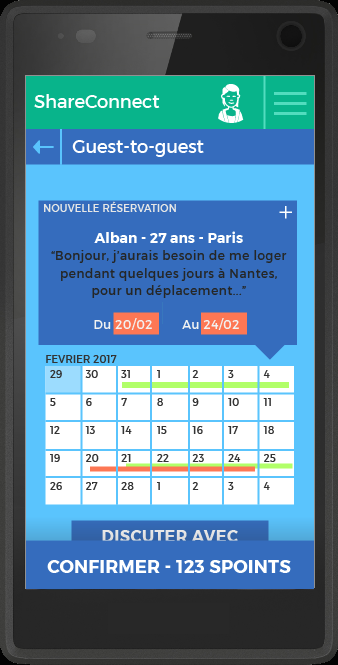 ShareConnect
Guest-to-guest
NOUVELLE RÉSERVATION
+
Alban - 27 ans - Paris
"Bonjour, j'aurais besoin de me loger
pendant quelques jours à Nantes,
pour un déplacement..."
Du 20/02 Au 24/02
FEVRIER 2017
29 30 31 1 2 3 4
5 6 7 8 9 10 11
12 13 14 15 16 17 18
19 20 21 22 23 24 25
26 27 28 1 2 3 4
DISCUTER AVEC
CONFIRMER - 123 SPOINTS